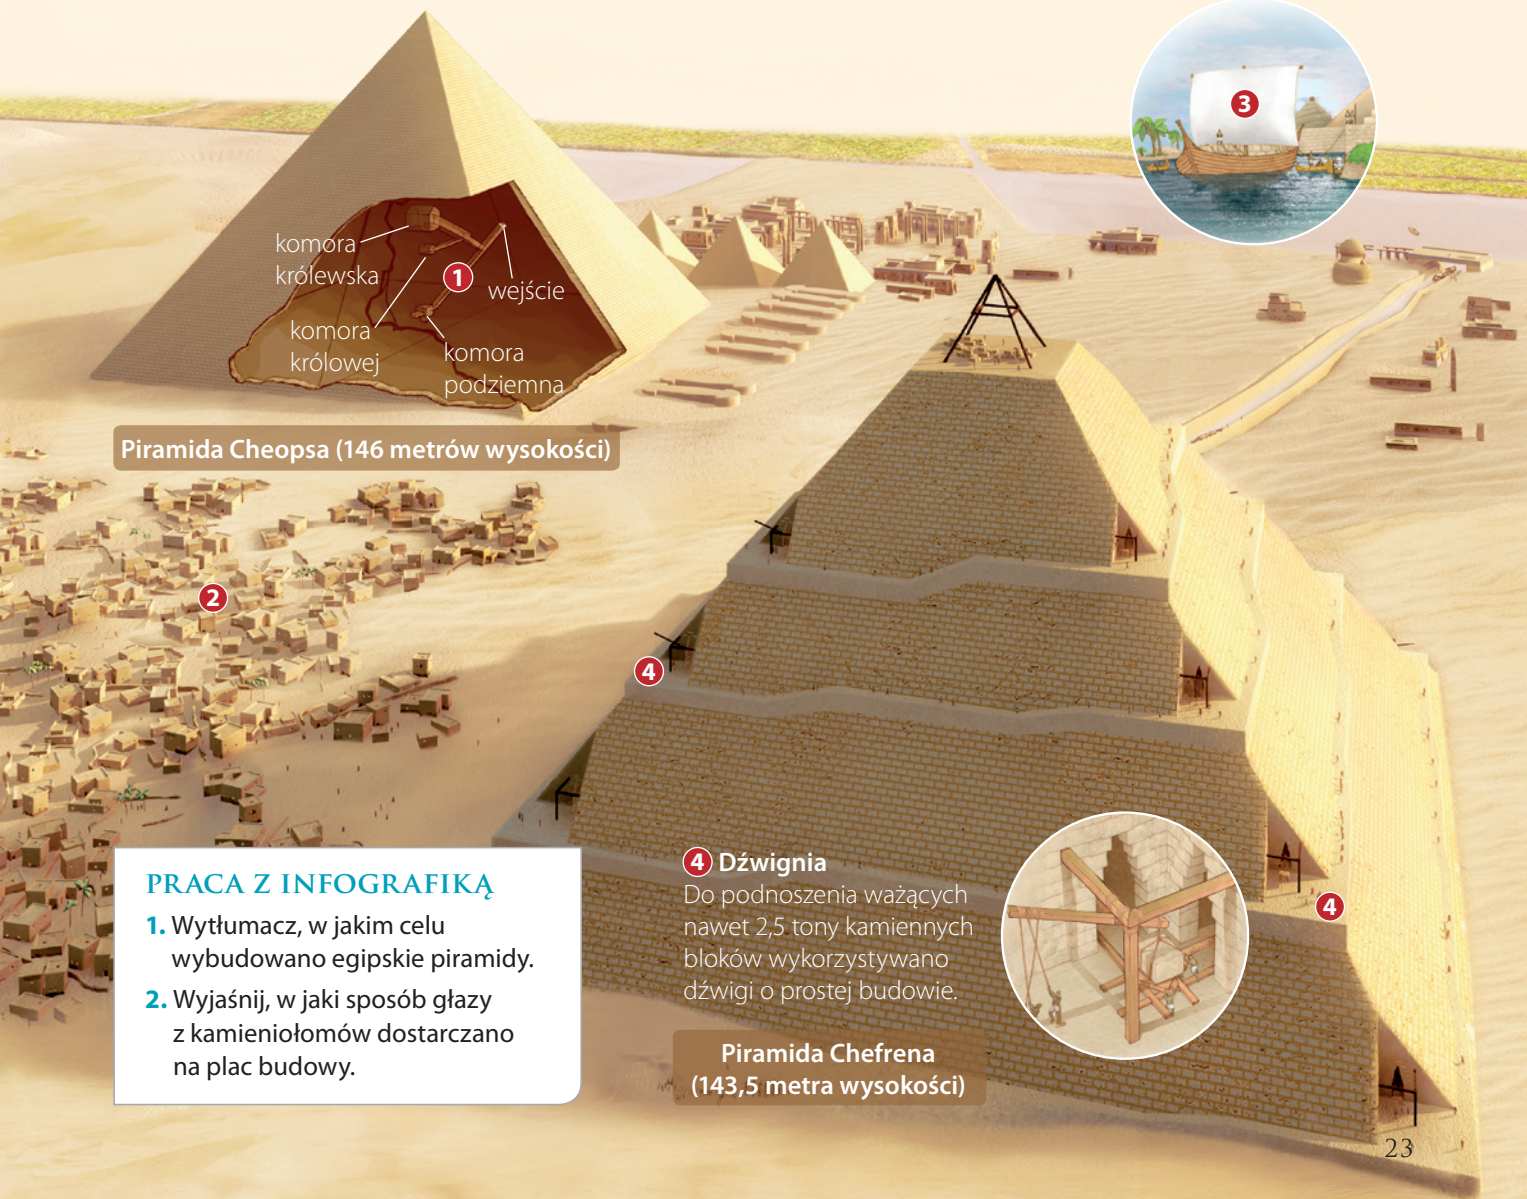 3
komora
królewska
1
wejście
komora
królowej
komora
podziemna
Piramida Cheopsa (146 metrów wysokości)
2
4
PRACA Z INFOGRAFIKĄ
1. Wytłumacz, w jakim celu
wybudowano egipskie piramidy.
2. Wyjaśnij, w jaki sposób głazy
z kamieniołomów dostarczano
na plac budowy.
4 Dźwignia
Do podnoszenia ważących
nawet 2,5 tony kamiennych
bloków wykorzystywano
dźwigi o prostej budowie.
4
Piramida Chefrena
(143,5 metra wysokości)
23